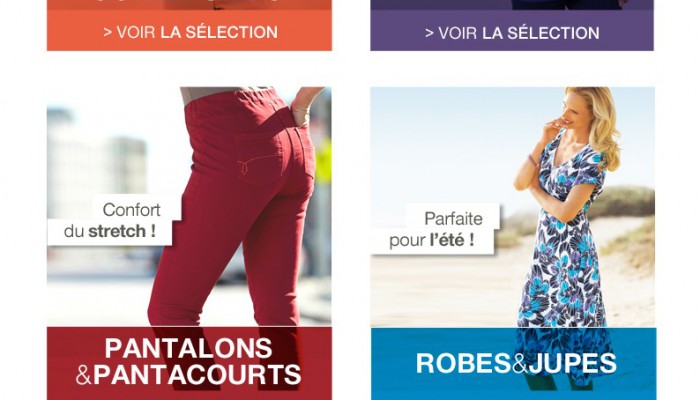 > VOIR LA SÉLECTION
> VOIR LA SÉLECTION
Confort
du stretch !
PANTALONS
&PANTACOURTS
Parfaite
pour l'été !
ROBES&JUPES